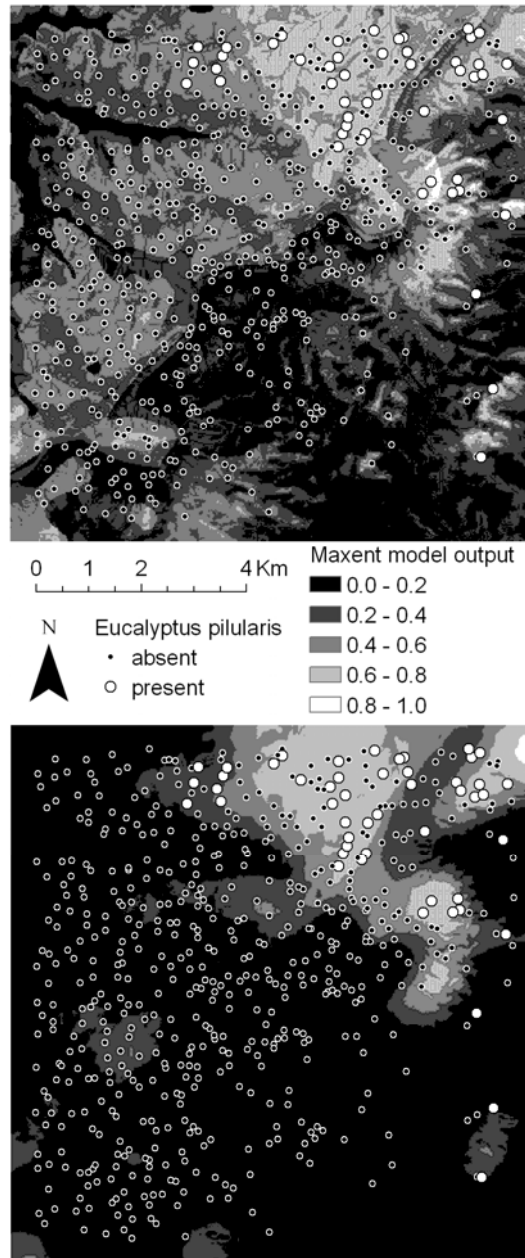 0 1 2 4 Km
N
Eucalyptus pilularis
absent
present
Maxent model output
0.0 - 0.2
0.2 - 0.4
0.4 - 0.6
0.6 - 0.8
0.8 - 1.0